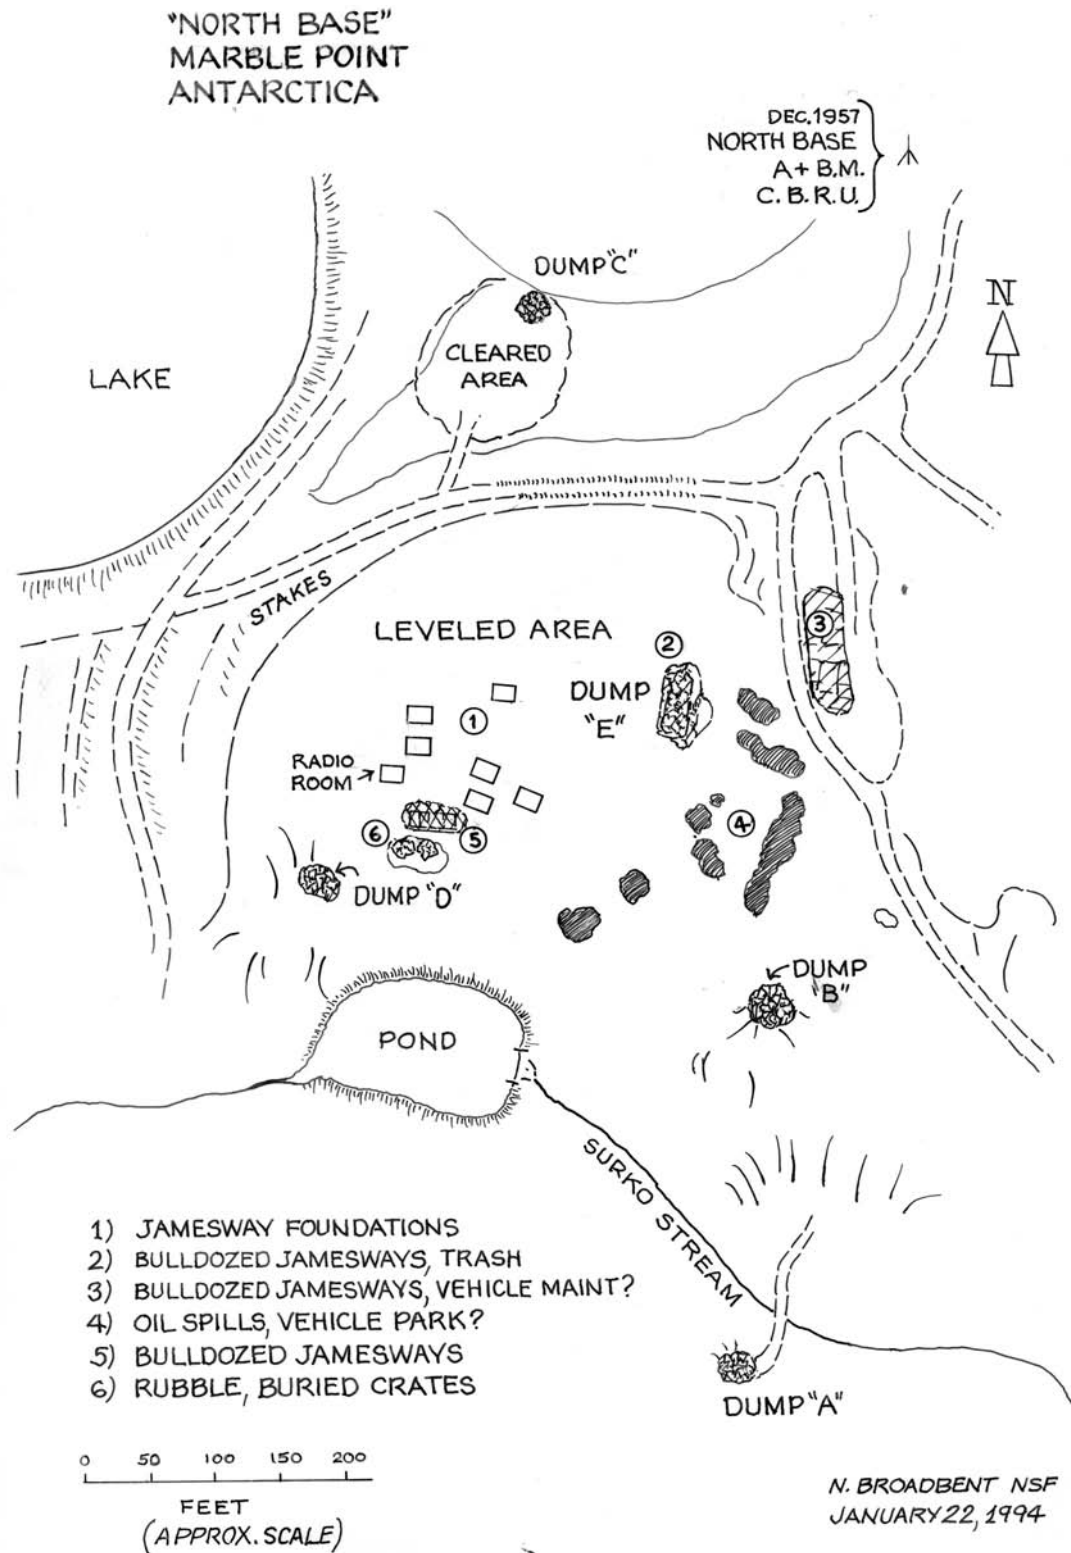 "NORTH BASE"
MARBLE POINT
ANTARCTICA
DEC. 1957
NORTH BASE
A + B.M.
C. B. R. U.
DUMP "C"
N
CLEARED
AREA
LAKE
STAKES
LEVELED AREA
2
3
DUMP
"E"
1
RADIO
ROOM
4
6
5
DUMP "D"
DUMP
"B"
POND
SURKO STREAM
1) JAMESWAY FOUNDATIONS
2) BULLDOZED JAMESWAYS, TRASH
3) BULLDOZED JAMESWAYS, VEHICLE MAINT?
4) OIL SPILLS, VEHICLE PARK?
5) BULLDOZED JAMESWAYS
6) RUBBLE, BURIED CRATES
DUMP "A"
0 50 100 150 200
FEET
(APPROX. SCALE)
N. BROADBENT NSF
JANUARY 22, 1994